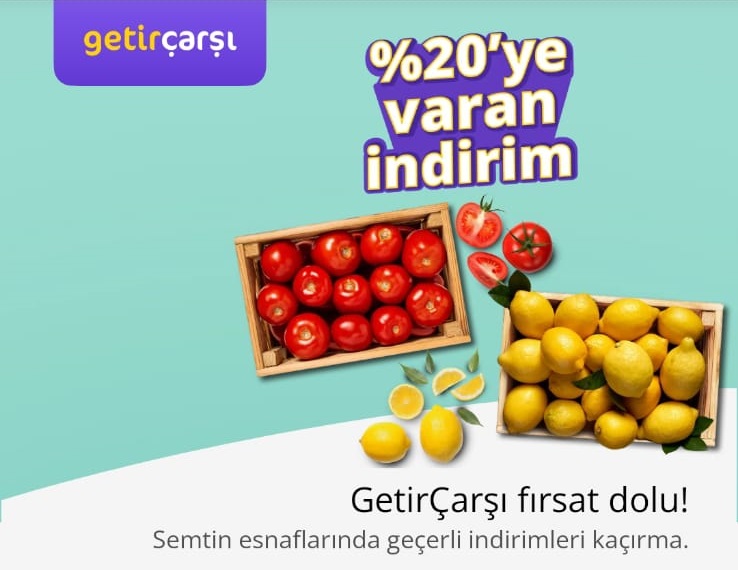 getirçarşı
%20'ye
varan
indirim
GetirÇarşı fırsat dolu!
Semtin esnaflarında geçerli indirimleri kaçırma.